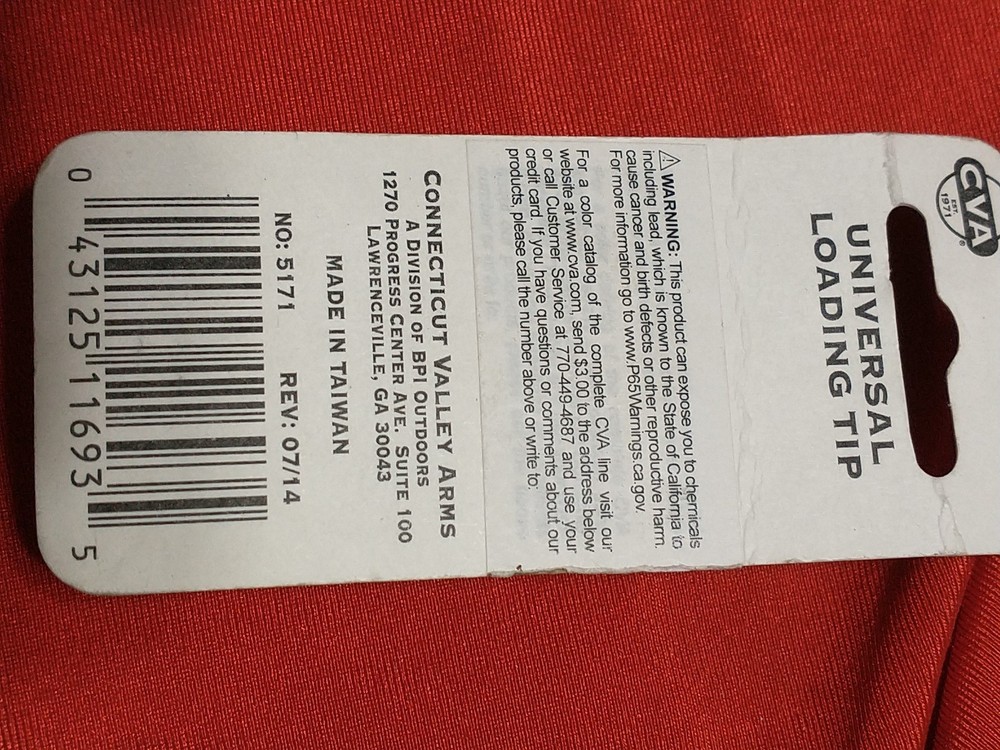 CVA
EST.
1971
®
UNIVERSAL
LOADING TIP
⚠WARNING: This product can expose you to chemicals
including lead, which is known to the State of California to
cause cancer and birth defects or other reproductive harm.
For more information go to www.P65Warnings.ca.gov.
For a color catalog of the complete CVA line visit our
website at www.cva.com, send $3.00 to the address below
or call Customer Service at 770-449-4687 and use your
credit card. If you have questions or comments about our
products, please call the number above or write to:
CONNECTICUT VALLEY ARMS
A DIVISION OF BPI OUTDOORS
1270 PROGRESS CENTER AVE. SUITE 100
LAWRENCEVILLE, GA 30043
MADE IN TAIWAN
NO: 5171 REV: 07/14
0 43125 11693 5